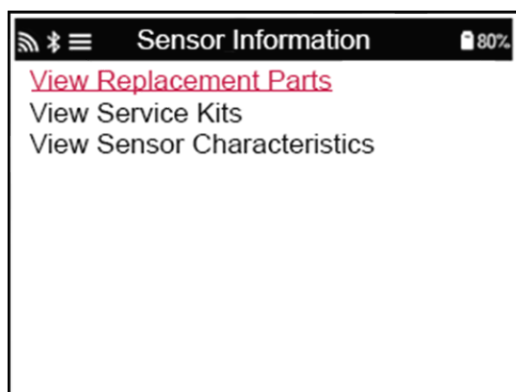 Sensor Information 80%
View Replacement Parts
View Service Kits
View Sensor Characteristics